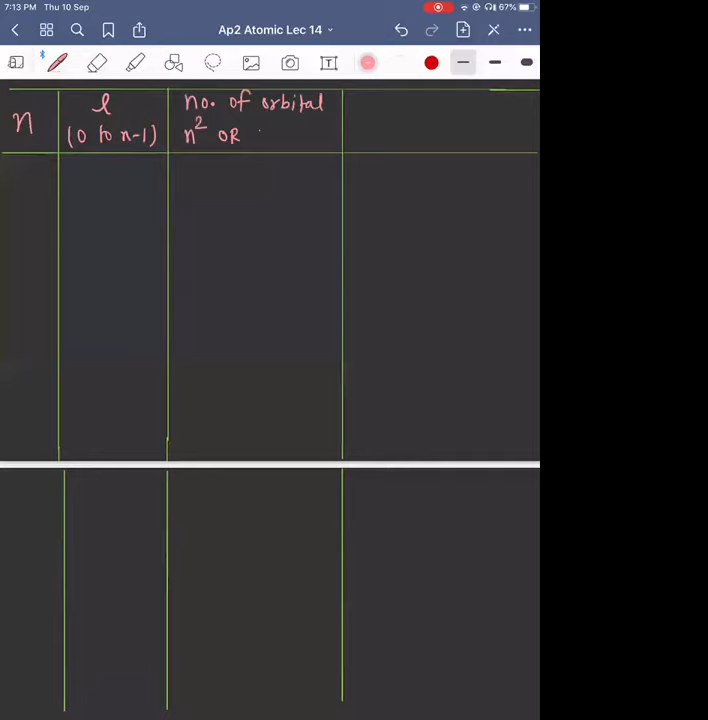 7:13 PM Thu 10 Sep
67%
Ap2 Atomic Lec 14
T
n
l
(0 to n-1)
no. of orbital
n² OR